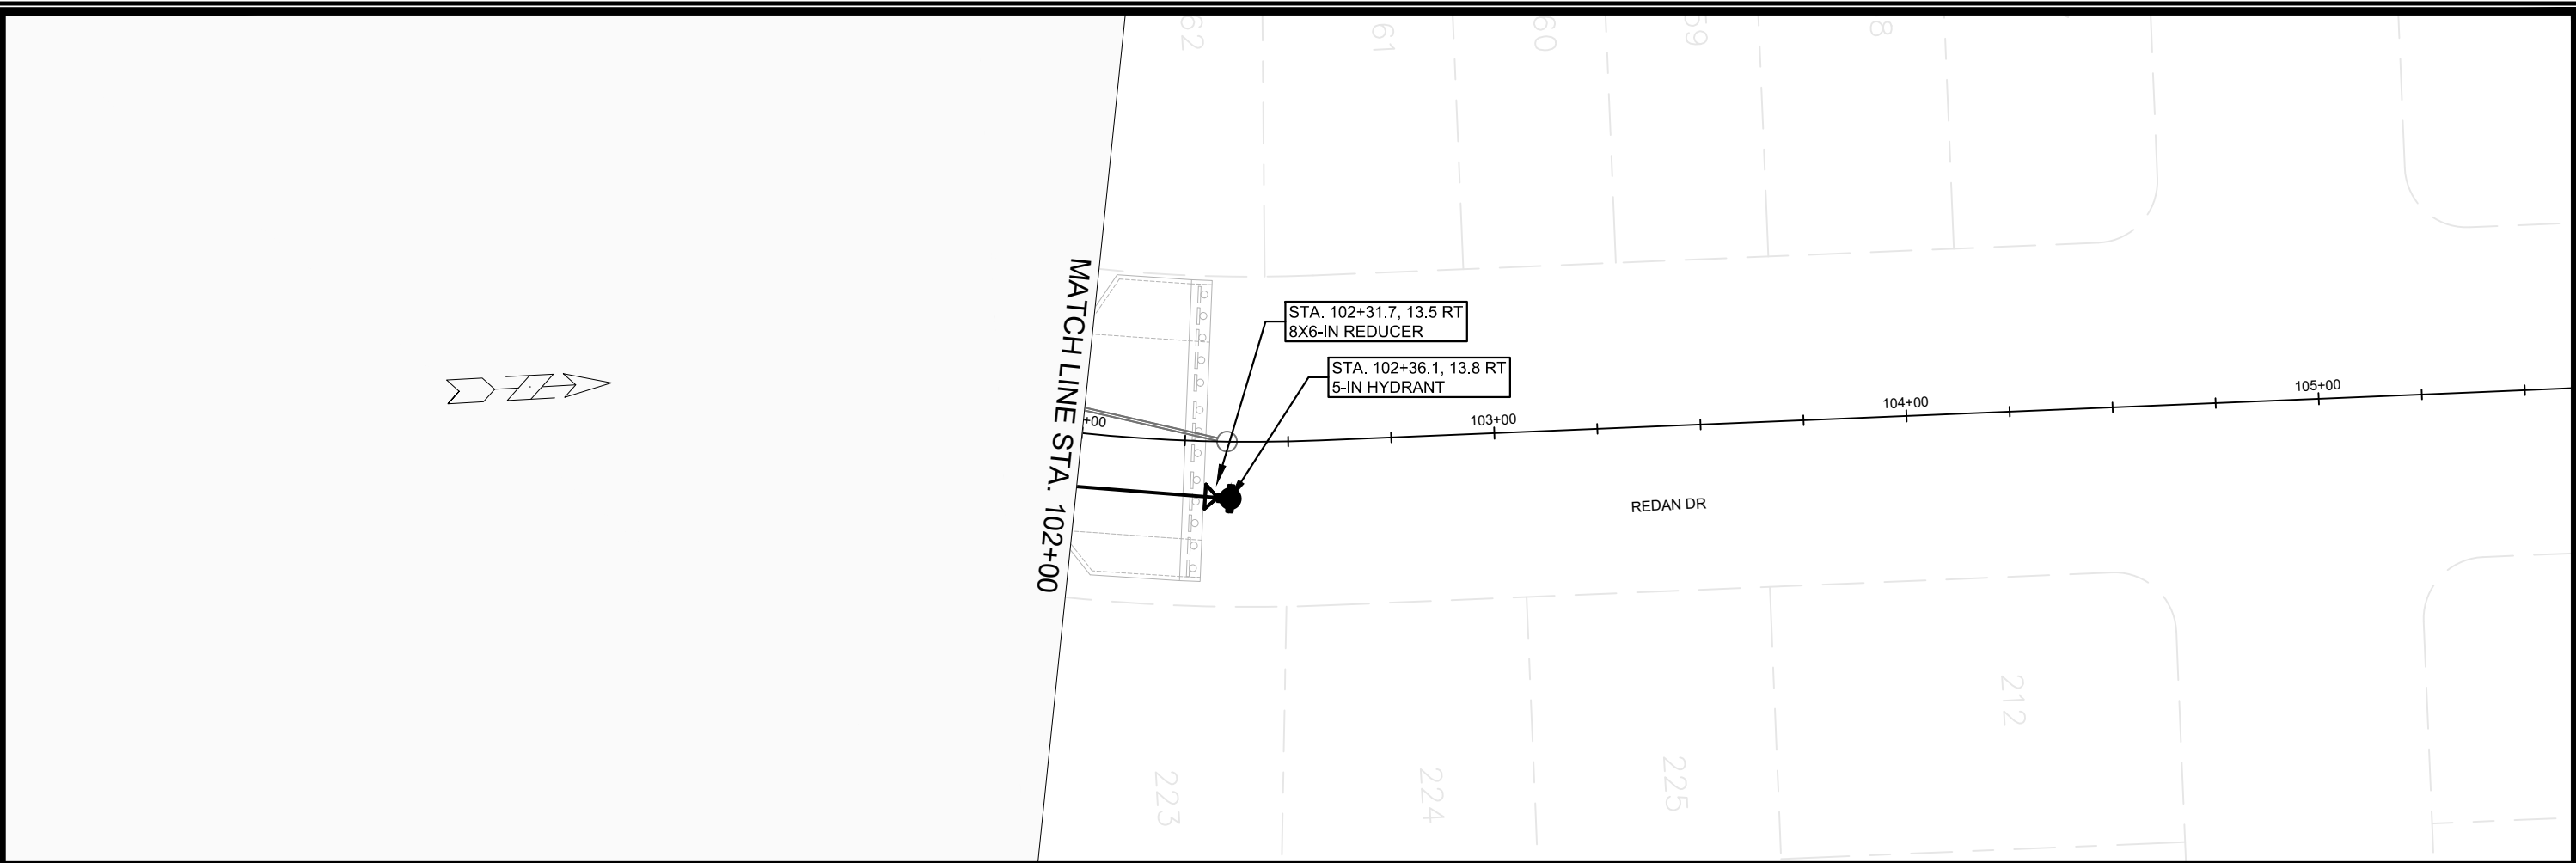 62
61
60
59
8
MATCH LINE STA. 102+00
STA. 102+31.7, 13.5 RT
8X6-IN REDUCER
STA. 102+36.1, 13.8 RT
5-IN HYDRANT
+00
103+00
104+00
105+00
REDAN DR
223
224
225
212